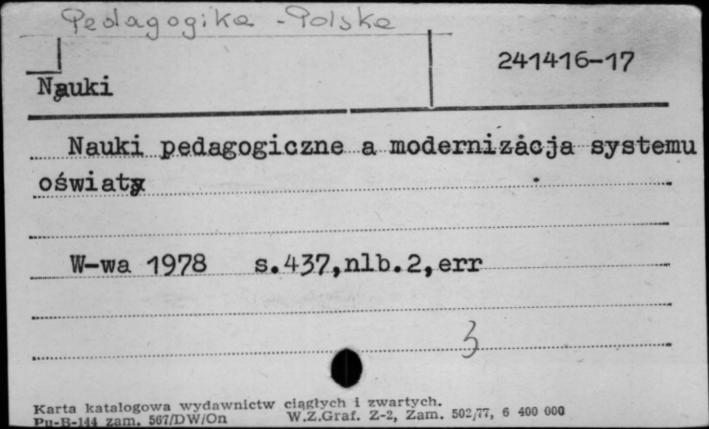 Pedagogika - Polska
241416-17
Nauki
Nauki pedagogiczne a modernizacja systemu
oświaty
W-wa 1978 s.437,nlb.2,err
3
Karta katalogowa wydawnictw ciągłych i zwartych.
Pu-B-144 zam. 567/DW/On W.Z.Graf. Z-2, Zam. 502/77, 6 400 000